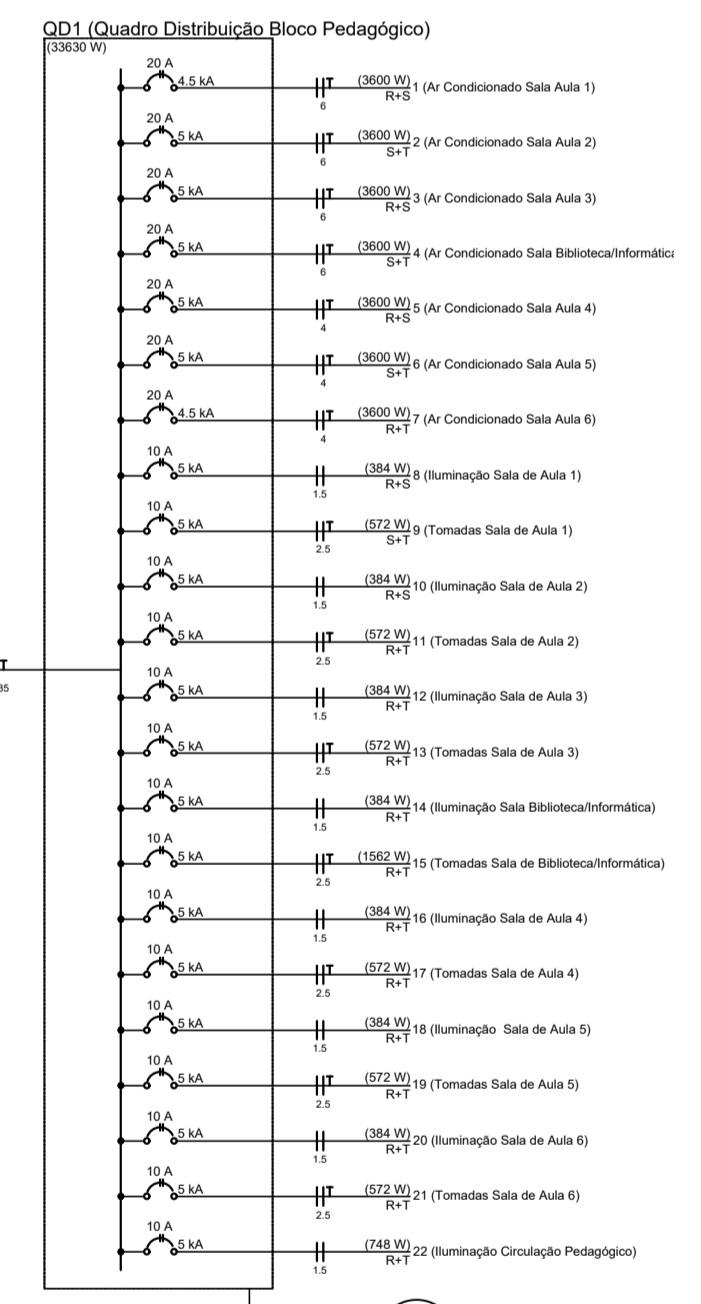 QD1 (Quadro Distribuição Bloco Pedagógico)
(33630 W)
20 A
4.5 kA
6
(3600 W)
R+S
1 (Ar Condicionado Sala Aula 1)
20 A
5 kA
6
(3600 W)
S+T
2 (Ar Condicionado Sala Aula 2)
20 A
5 kA
6
(3600 W)
R+S
3 (Ar Condicionado Sala Aula 3)
20 A
5 kA
6
(3600 W)
S+T
4 (Ar Condicionado Sala Biblioteca/Informática
20 A
5 kA
4
(3600 W)
R+S
5 (Ar Condicionado Sala Aula 4)
20 A
5 kA
4
(3600 W)
S+T
6 (Ar Condicionado Sala Aula 5)
20 A
4.5 kA
4
(3600 W)
R+T
7 (Ar Condicionado Sala Aula 6)
10 A
5 kA
1.5
(384 W)
R+S
8 (Iluminação Sala de Aula 1)
10 A
5 kA
2.5
(572 W)
S+T
9 (Tomadas Sala de Aula 1)
10 A
5 kA
1.5
(384 W)
R+S
10 (Iluminação Sala de Aula 2)
10 A
5 kA
2.5
(572 W)
R+T
11 (Tomadas Sala de Aula 2)
T
35
10 A
5 kA
1.5
(384 W)
R+T
12 (Iluminação Sala de Aula 3)
10 A
5 kA
2.5
(572 W)
R+T
13 (Tomadas Sala de Aula 3)
10 A
5 kA
1.5
(384 W)
R+T
14 (Iluminação Sala Biblioteca/Informática)
10 A
5 kA
2.5
(1562 W)
R+T
15 (Tomadas Sala de Biblioteca/Informática)
10 A
5 kA
1.5
(384 W)
R+T
16 (Iluminação Sala de Aula 4)
10 A
5 kA
2.5
(572 W)
R+T
17 (Tomadas Sala de Aula 4)
10 A
5 kA
1.5
(384 W)
R+T
18 (Iluminação Sala de Aula 5)
10 A
5 kA
2.5
(572 W)
R+T
19 (Tomadas Sala de Aula 5)
10 A
5 kA
1.5
(384 W)
R+T
20 (Iluminação Sala de Aula 6)
10 A
5 kA
2.5
(572 W)
R+T
21 (Tomadas Sala de Aula 6)
10 A
5 kA
1.5
(748 W)
R+T
22 (Iluminação Circulação Pedagógico)